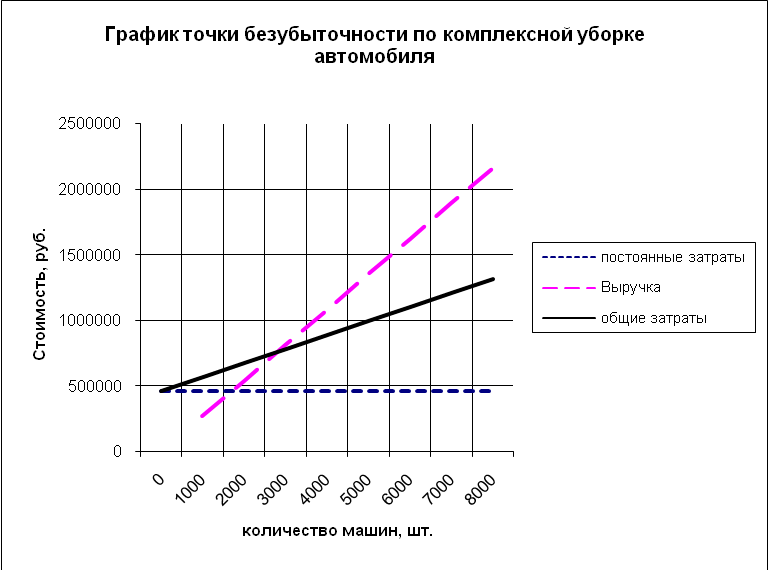 График точки безубыточности по комплексной уборке
автомобиля
2500000
2000000
1500000
1000000
500000
0
Стоимость, руб.
0 1000 2000 3000 4000 5000 6000 7000 8000
количество машин, шт.
постоянные затраты
Выручка
общие затраты